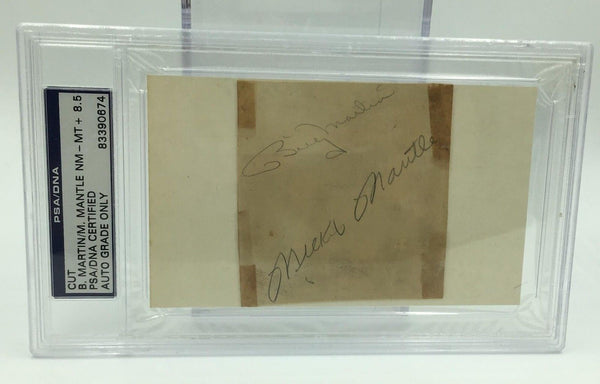 PSA/DNA
CUT
B. MARTIN/M. MANTLE NM-MT+ 8.5
PSA/DNA CERTIFIED
AUTO GRADE ONLY
83390674
Billy Martin
Micky Mantle